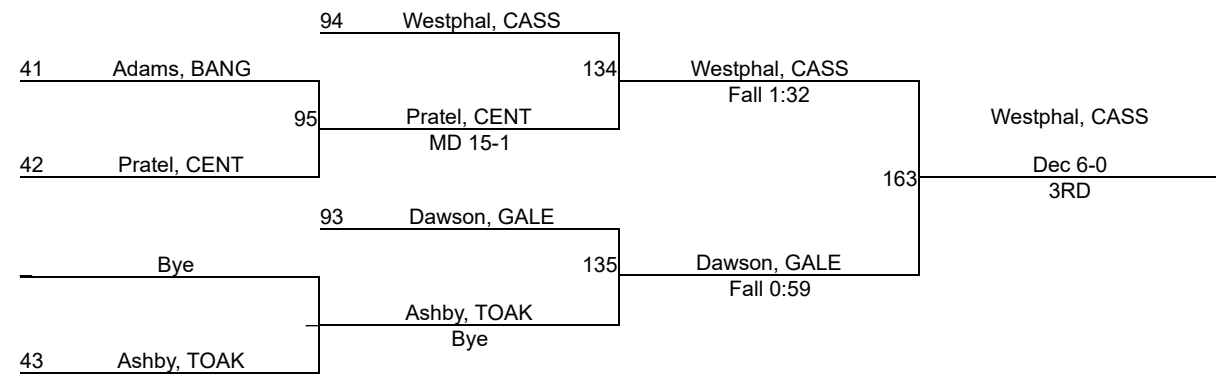 94 Westphal, CASS
41 Adams, BANG
134 Westphal, CASS
Fall 1:32
95 Pratel, CENT
MD 15-1
Westphal, CASS
42 Pratel, CENT
163 Dec 6-0
3RD
93 Dawson, GALE
_ Bye
135 Dawson, GALE
Fall 0:59
_ Ashby, TOAK
Bye
43 Ashby, TOAK